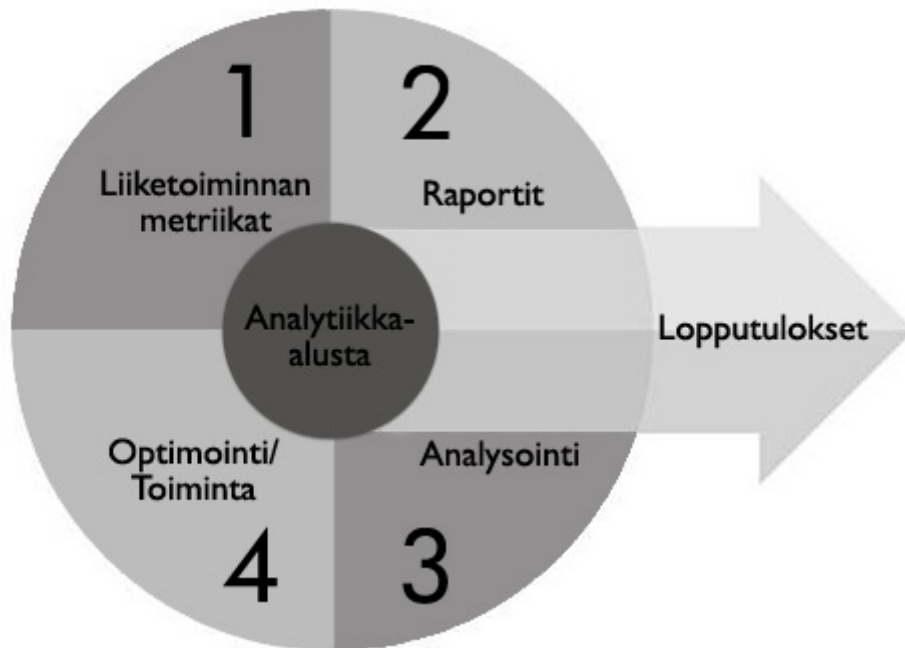 1
Liiketoiminnan
metriikat
2
Raportit
Analytiikka-
alusta
Lopputulokset
Optimointi/
Toiminta
4
Analysointi
3